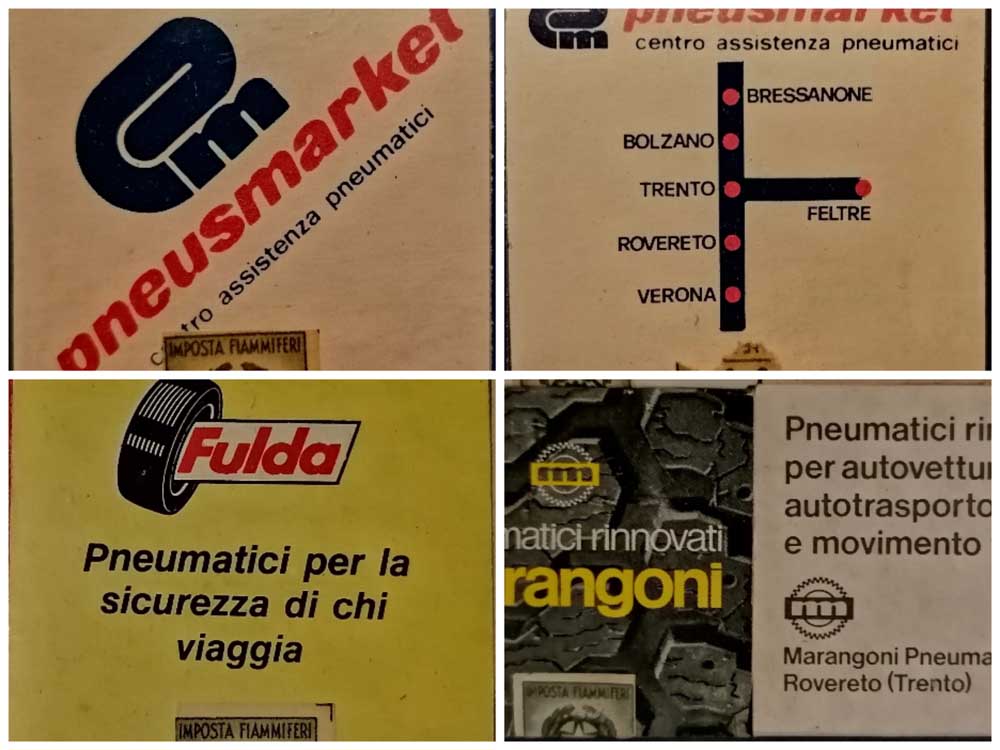 m
pneusmarket
centro assistenza pneumatici
IMPOSTA FIAMMIFERI
m
pneusmarket
centro assistenza pneumatici
BRESSANONE
BOLZANO
TRENTO
FELTRE
ROVERETO
VERONA
Fulda
Pneumatici per la
sicurezza di chi
viaggia
IMPOSTA FIAMMIFERI
matici rinnovati
rangoni
IMPOSTA FIAMMIFERI
Pneumatici ri
per autovettu
autotrasporto
e movimento
m
Marangoni Pneuma
Rovereto (Trento)